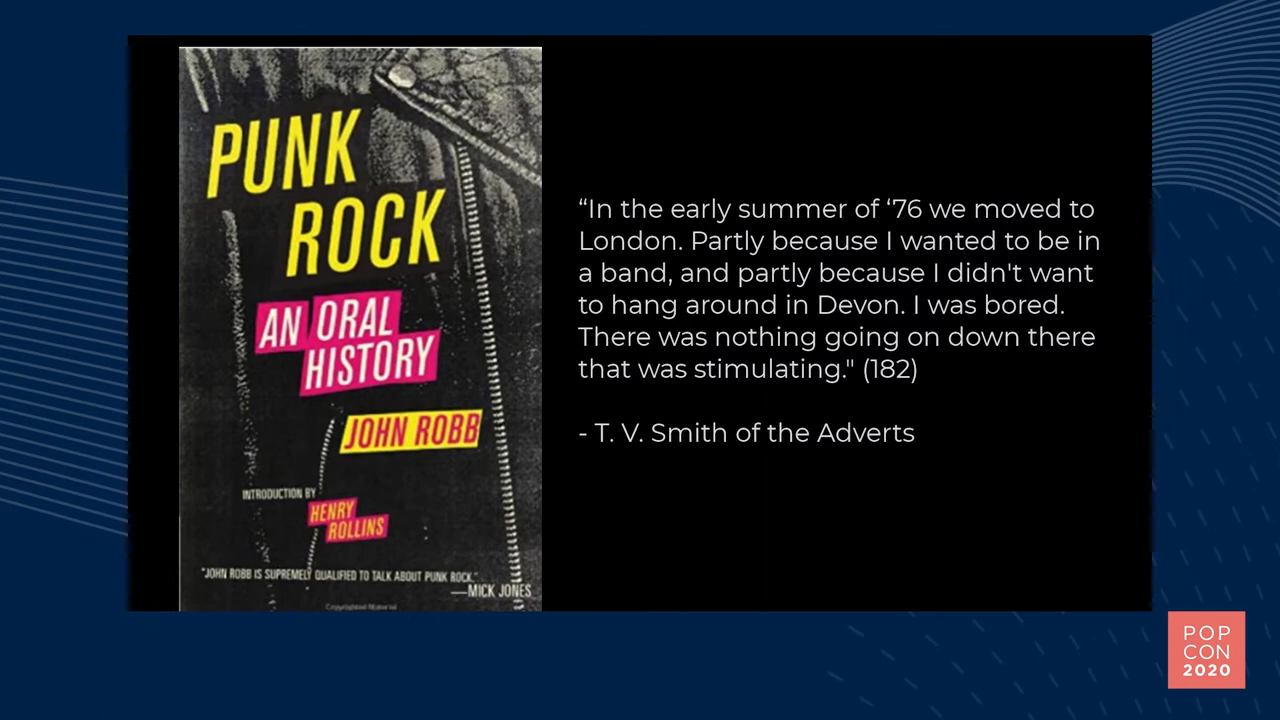 PUNK
ROCK
AN ORAL
HISTORY
JOHN ROBB
INTRODUCTION BY
HENRY
ROLLINS
"JOHN ROBB IS SUPREMELY QUALIFIED TO TALK ABOUT PUNK ROCK."
—MICK JONES
Copyrighted Material
“In the early summer of ‘76 we moved to
London. Partly because I wanted to be in
a band, and partly because I didn't want
to hang around in Devon. I was bored.
There was nothing going on down there
that was stimulating." (182)
- T. V. Smith of the Adverts
POP
CON
2020